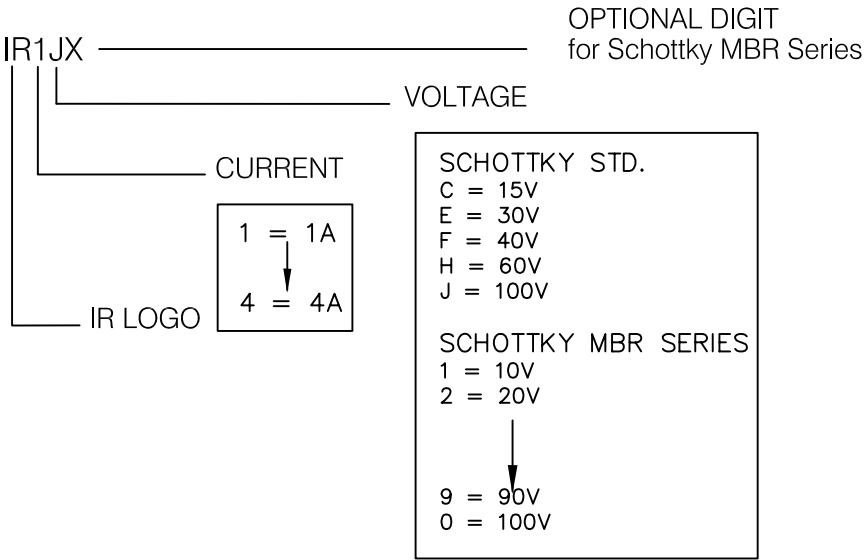 OPTIONAL DIGIT
for Schottky MBR Series
IR1JX
VOLTAGE
CURRENT
1 = 1A
4 = 4A
IR LOGO
SCHOTTKY STD.
C = 15V
E = 30V
F = 40V
H = 60V
J = 100V
SCHOTTKY MBR SERIES
1 = 10V
2 = 20V
9 = 90V
0 = 100V